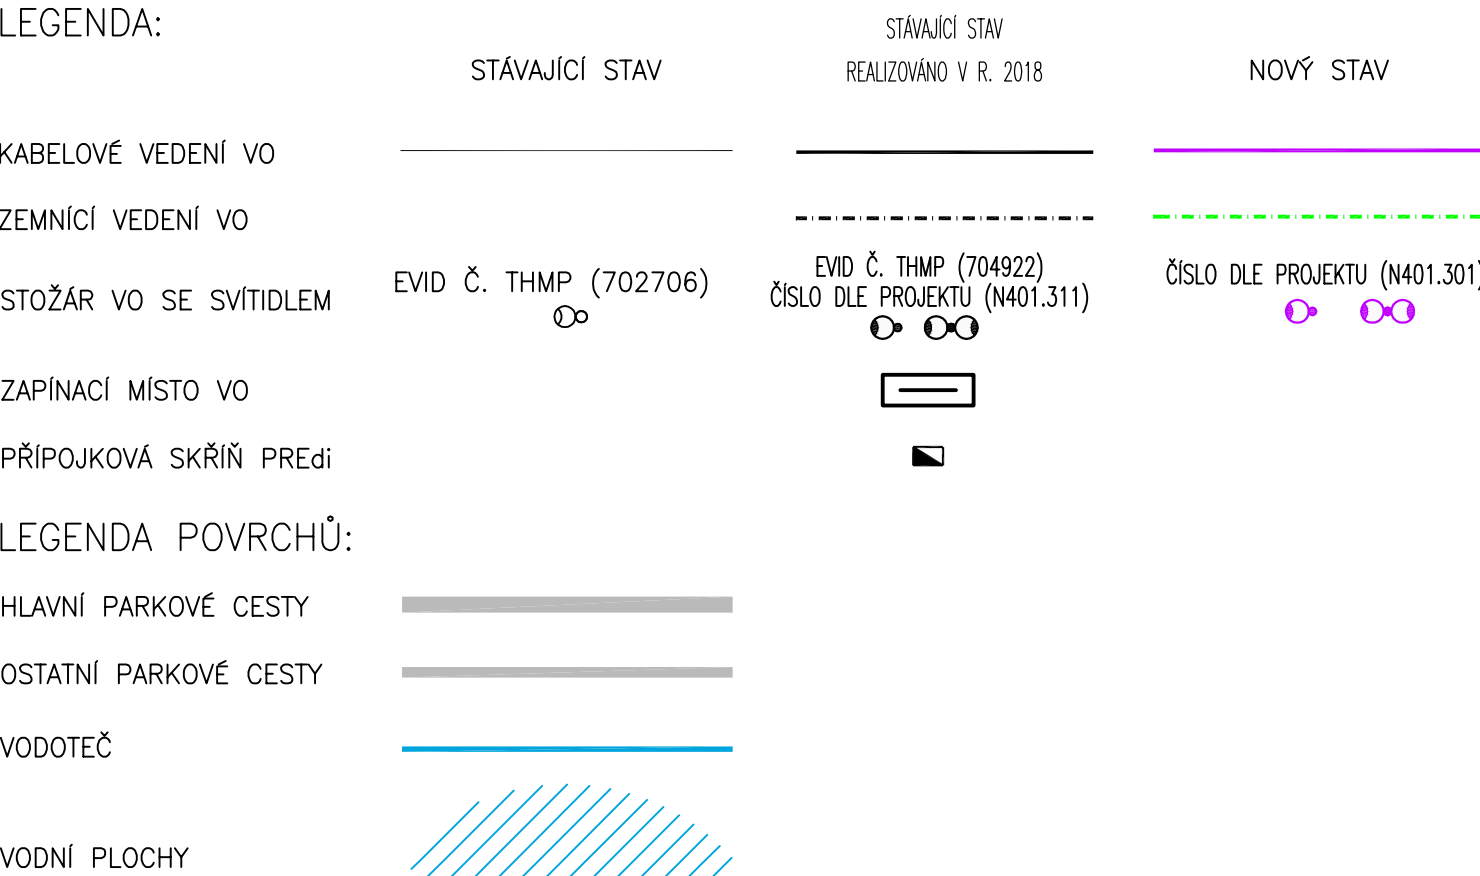 LEGENDA:
STÁVAJÍCÍ STAV
STÁVAJÍCÍ STAV
REALIZOVÁNO V R. 2018
NOVÝ STAV
KABELOVÉ VEDENÍ VO
ZEMNÍCÍ VEDENÍ VO
STOŽÁR VO SE SVÍTIDLEM
EVID Č. THMP (702706)
EVID Č. THMP (704922)
ČÍSLO DLE PROJEKTU (N401.311)
ČÍSLO DLE PROJEKTU (N401.301)
ZAPÍNACÍ MÍSTO VO
PŘÍPOJKOVÁ SKŘÍŇ PREdi
LEGENDA POVRCHŮ:
HLAVNÍ PARKOVÉ CESTY
OSTATNÍ PARKOVÉ CESTY
VODOTEČ
VODNÍ PLOCHY